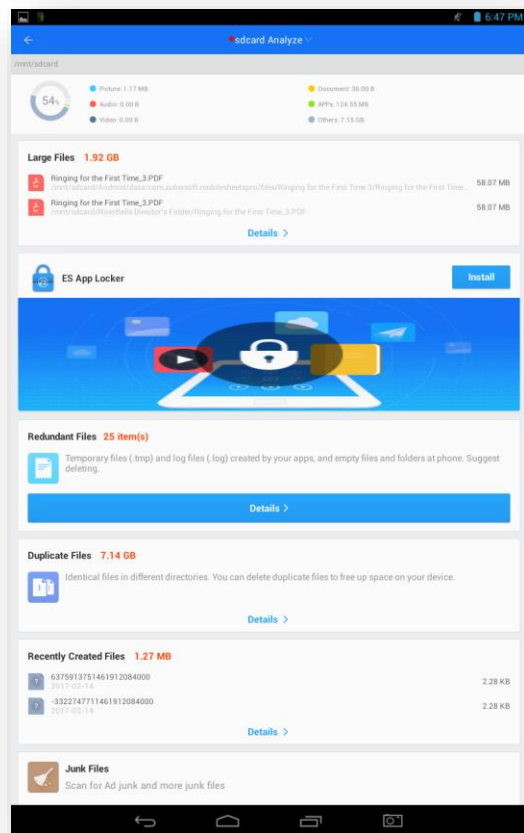 6:47 PM
sdcard Analyze
/mnt/sdcard
54%
Picture: 1.17 MB
Document: 36.00 B
Audio: 0.00 B
APPs: 124.55 MB
Video: 0.00 B
Others: 7.15 GB
Large Files 1.92 GB
Ringing for the First Time_3.PDF
/mnt/sdcard/Android/data/com.zubersoft.mobilesheetspro/files/Ringing for the First Time 3/Ringing for the First Time...
58.07 MB
Ringing for the First Time_3.PDF
/mnt/sdcard/RiverBells Director's Folder/Ringing for the First Time_3.PDF
58.07 MB
Details >
ES App Locker
Install
Redundant Files 25 item(s)
Temporary files (.tmp) and log files (.log) created by your apps, and empty files and folders at phone. Suggest
deleting.
Details >
Duplicate Files 7.14 GB
Identical files in different directories. You can delete duplicate files to free up space on your device.
Details >
Recently Created Files 1.27 MB
6375913751461912084000
2017-02-14
2.28 KB
-3322747711461912084000
2017-02-14
2.28 KB
Details >
Junk Files
Scan for Ad junk and more junk files